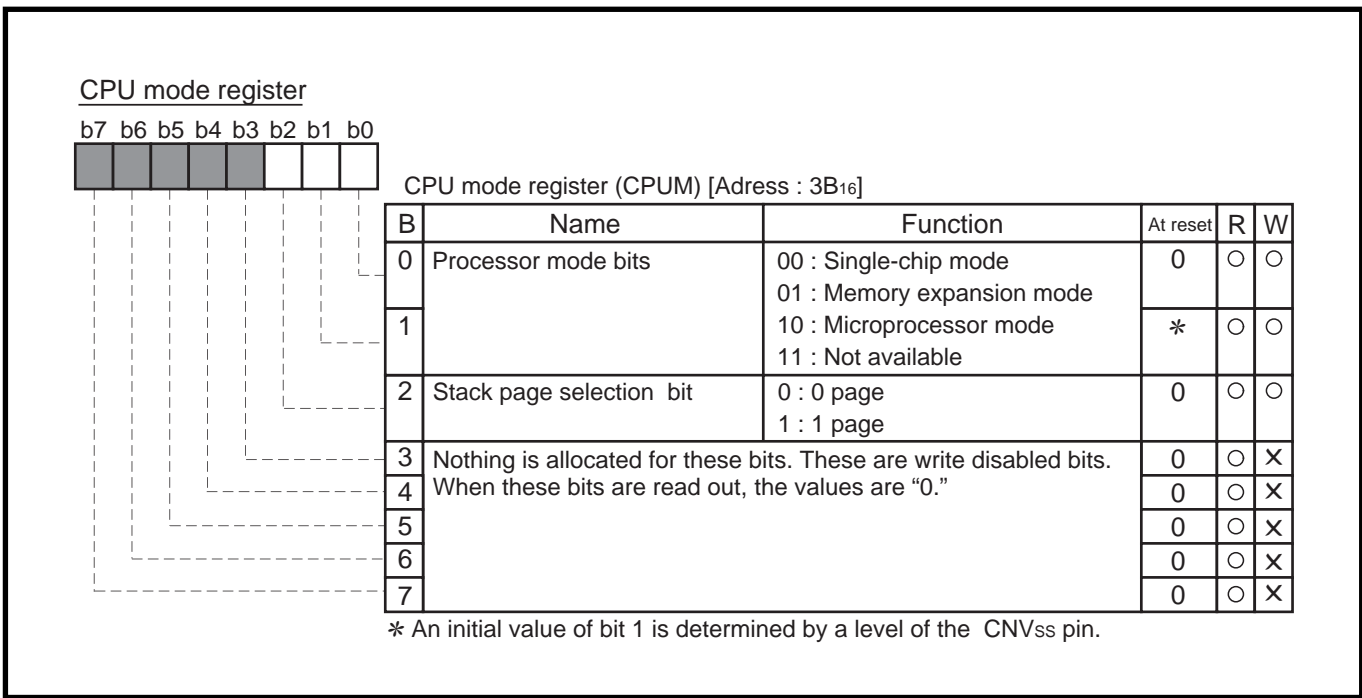 CPU mode register
b7 b6 b5 b4 b3 b2 b1 b0
CPU mode register (CPUM) [Adress : 3B16]
B Name Function At reset R W
0 Processor mode bits 00 : Single-chip mode 0 ○ ○
01 : Memory expansion mode
1 10 : Microprocessor mode * ○ ○
11 : Not available
2 Stack page selection bit 0 : 0 page 0 ○ ○
1 : 1 page
3 Nothing is allocated for these bits. These are write disabled bits. 0 ○ ×
4 When these bits are read out, the values are “0.” 0 ○ ×
5 0 ○ ×
6 0 ○ ×
7 0 ○ ×
* An initial value of bit 1 is determined by a level of the CNVss pin.